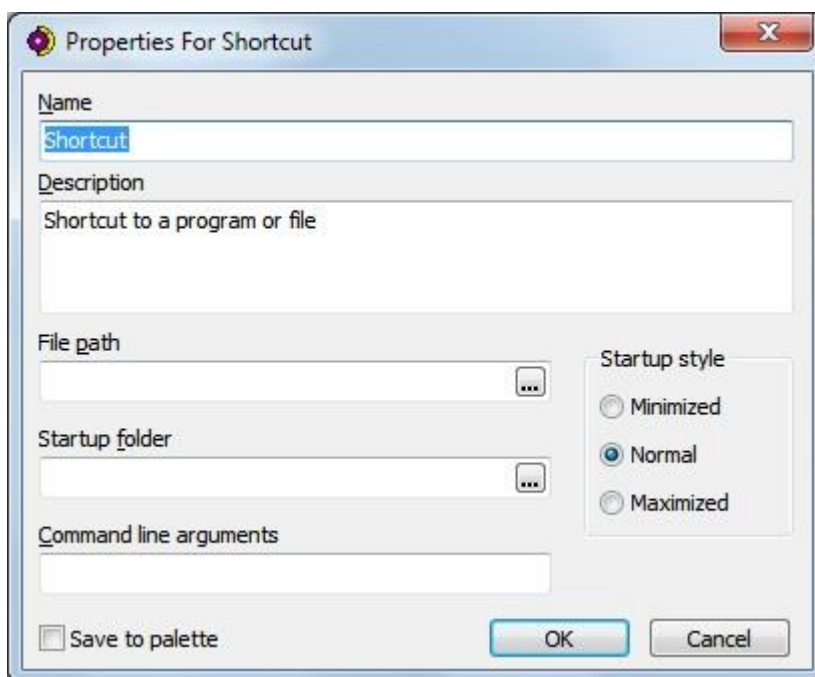 Properties For Shortcut
Name
Shortcut
Description
Shortcut to a program or file
File path
...
Startup folder
...
Command line arguments
Startup style
Minimized
Normal
Maximized
Save to palette
OK
Cancel